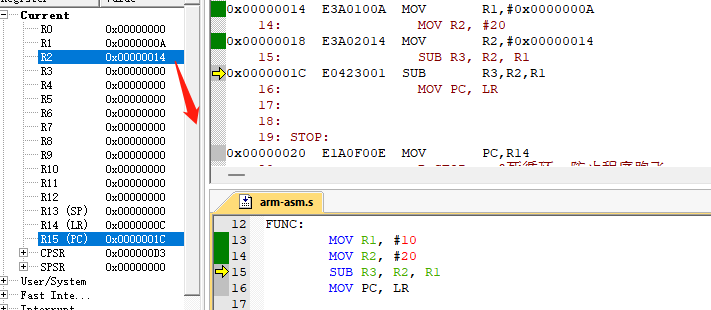 Register Value
Current
R0 0x00000000
R1 0x0000000A
R2 0x00000014
R3 0x00000000
R4 0x00000000
R5 0x00000000
R6 0x00000000
R7 0x00000000
R8 0x00000000
R9 0x00000000
R10 0x00000000
R11 0x00000000
R12 0x00000000
R13 (SP) 0x00000000
R14 (LR) 0x0000000C
R15 (PC) 0x0000001C
CPSR 0x000000D3
SPSR 0x00000000
User/System
Fast Inte...
Interrupt
0x00000014 E3A0100A MOV R1,#0x0000000A
14: MOV R2, #20
0x00000018 E3A02014 MOV R2,#0x00000014
15: SUB R3, R2, R1
0x0000001C E0423001 SUB R3,R2,R1
16: MOV PC, LR
17:
18:
19: STOP:
0x00000020 E1A0F00E MOV PC,R14
arm-asm.s
12 FUNC:
13 MOV R1, #10
14 MOV R2, #20
15 SUB R3, R2, R1
16 MOV PC, LR
17